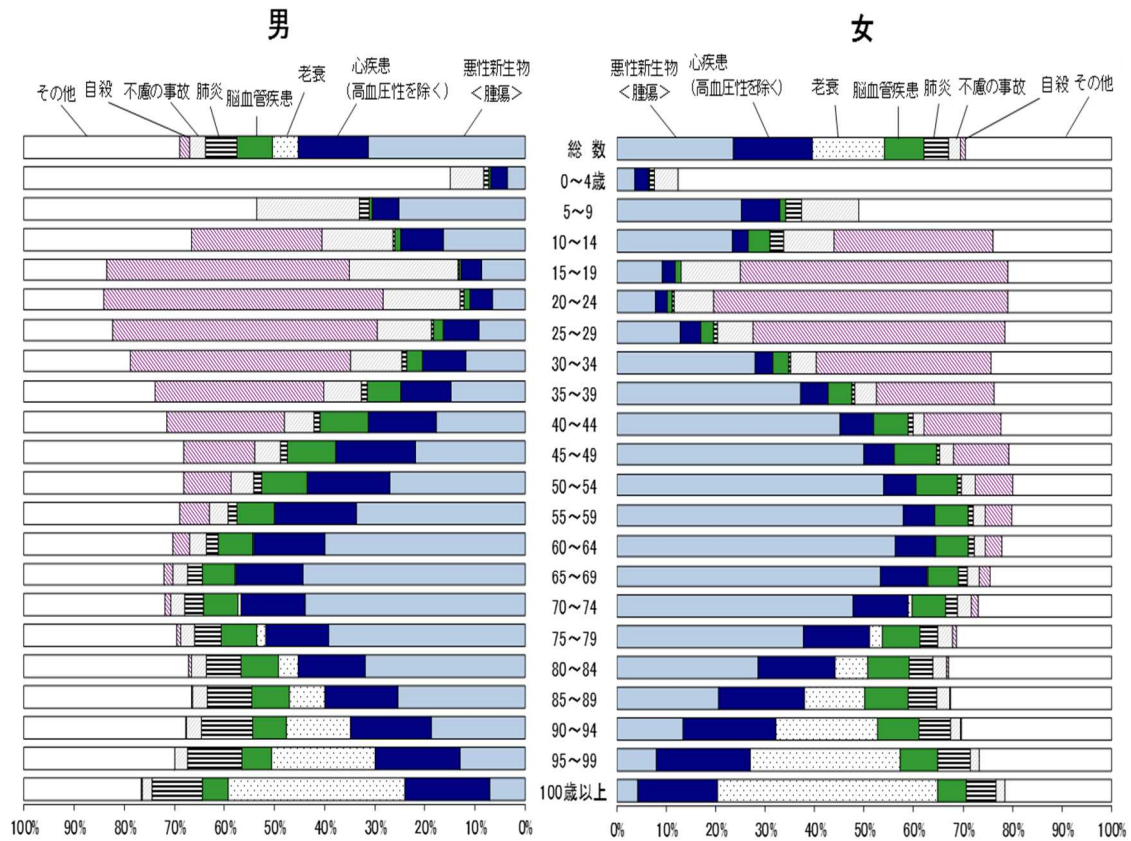 男
女
その他
自殺
不慮の事故
肺炎
脳血管疾患
老衰
心疾患
(高血圧性を除く)
悪性新生物
<腫瘍>
悪性新生物
<腫瘍>
心疾患
(高血圧性を除く)
老衰
脳血管疾患
肺炎
不慮の事故
自殺
その他
総数
0～4歳
5～9
10～14
15～19
20～24
25～29
30～34
35～39
40～44
45～49
50～54
55～59
60～64
65～69
70～74
75～79
80～84
85～89
90～94
95～99
100歳以上
100% 90% 80% 70% 60% 50% 40% 30% 20% 10% 0%
0% 10% 20% 30% 40% 50% 60% 70% 80% 90% 100%